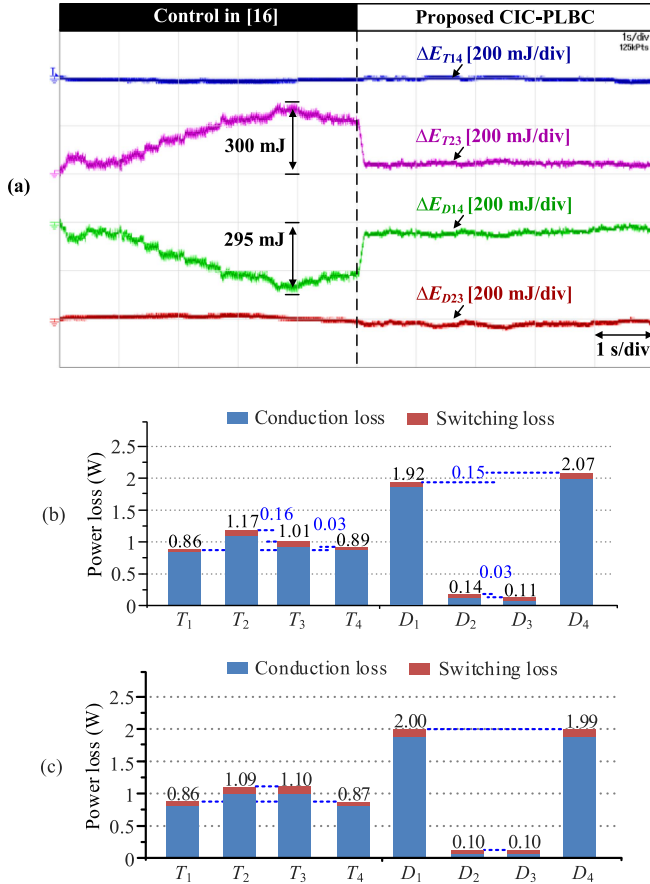 Control in [16] Proposed CIC-PLBC
1s/div
125kPts
ΔE_T14 [200 mJ/div]
300 mJ
ΔE_T23 [200 mJ/div]
(a)
ΔE_D14 [200 mJ/div]
295 mJ
ΔE_D23 [200 mJ/div]
1 s/div
Conduction loss Switching loss
Power loss (W)
2.5
2
1.5
1
0.5
0
(b)
0.86 1.17 0.16 1.01 0.03 0.89 1.92 0.15 0.14 0.03 0.11 2.07
T1 T2 T3 T4 D1 D2 D3 D4
Conduction loss Switching loss
Power loss (W)
2.5
2
1.5
1
0.5
0
(c)
0.86 1.09 1.10 0.87 2.00 0.10 0.10 1.99
T1 T2 T3 T4 D1 D2 D3 D4